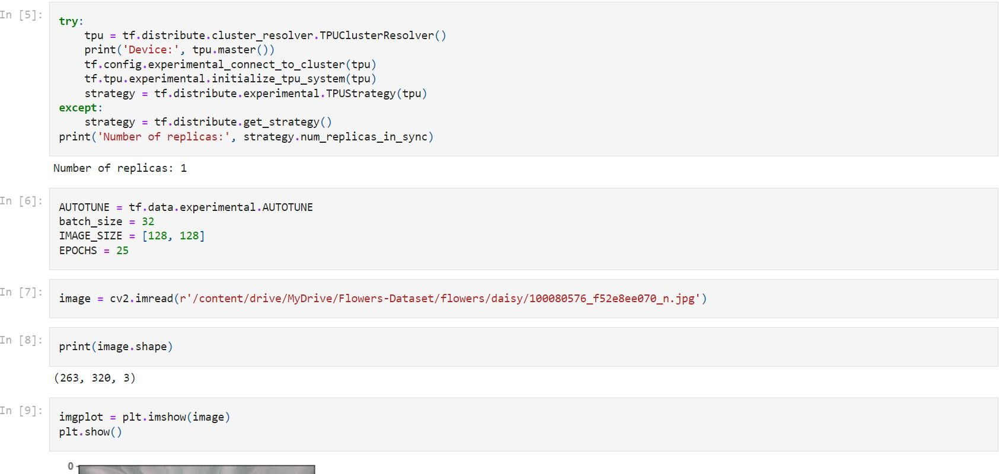 In [5]:
try:
    tpu = tf.distribute.cluster_resolver.TPUClusterResolver()
    print('Device:', tpu.master())
    tf.config.experimental_connect_to_cluster(tpu)
    tf.tpu.experimental.initialize_tpu_system(tpu)
    strategy = tf.distribute.experimental.TPUStrategy(tpu)
except:
    strategy = tf.distribute.get_strategy()
print('Number of replicas:', strategy.num_replicas_in_sync)
Number of replicas: 1
In [6]:
AUTOTUNE = tf.data.experimental.AUTOTUNE
batch_size = 32
IMAGE_SIZE = [128, 128]
EPOCHS = 25
In [7]:
image = cv2.imread(r'/content/drive/MyDrive/Flowers-Dataset/flowers/daisy/100080576_f52e8ee070_n.jpg')
In [8]:
print(image.shape)
(263, 320, 3)
In [9]:
imgplot = plt.imshow(image)
plt.show()
0